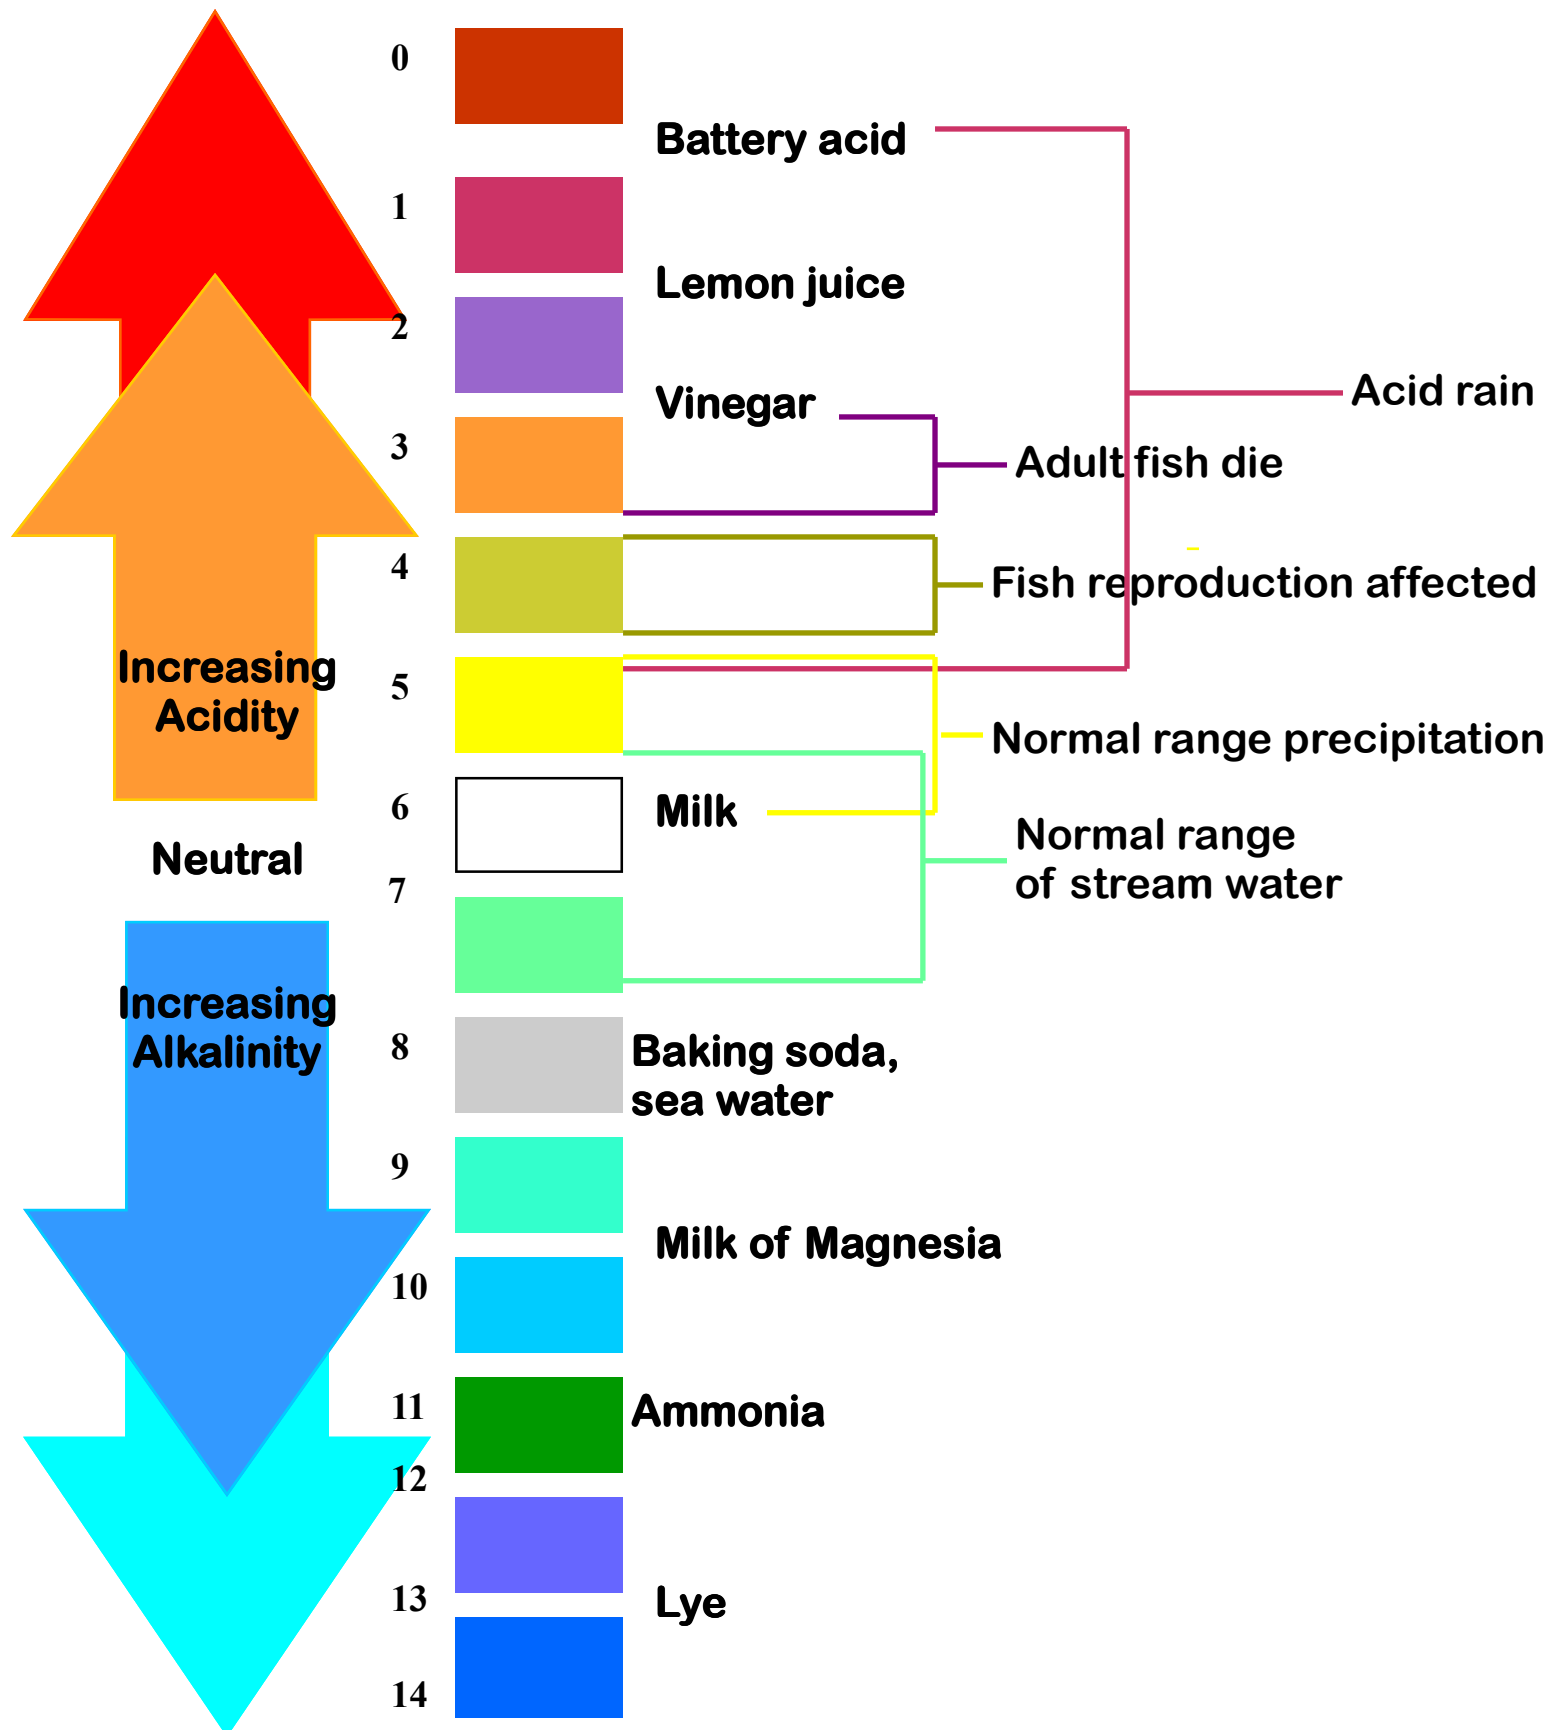 0
Battery acid
1
Lemon juice
2
Vinegar
Acid rain
3
Adult fish die
4
Fish reproduction affected
Increasing
Acidity
5
Normal range precipitation
6
Milk
Normal range
of stream water
Neutral
7
Increasing
Alkalinity
8
Baking soda,
sea water
9
Milk of Magnesia
10
11
Ammonia
12
13
Lye
14